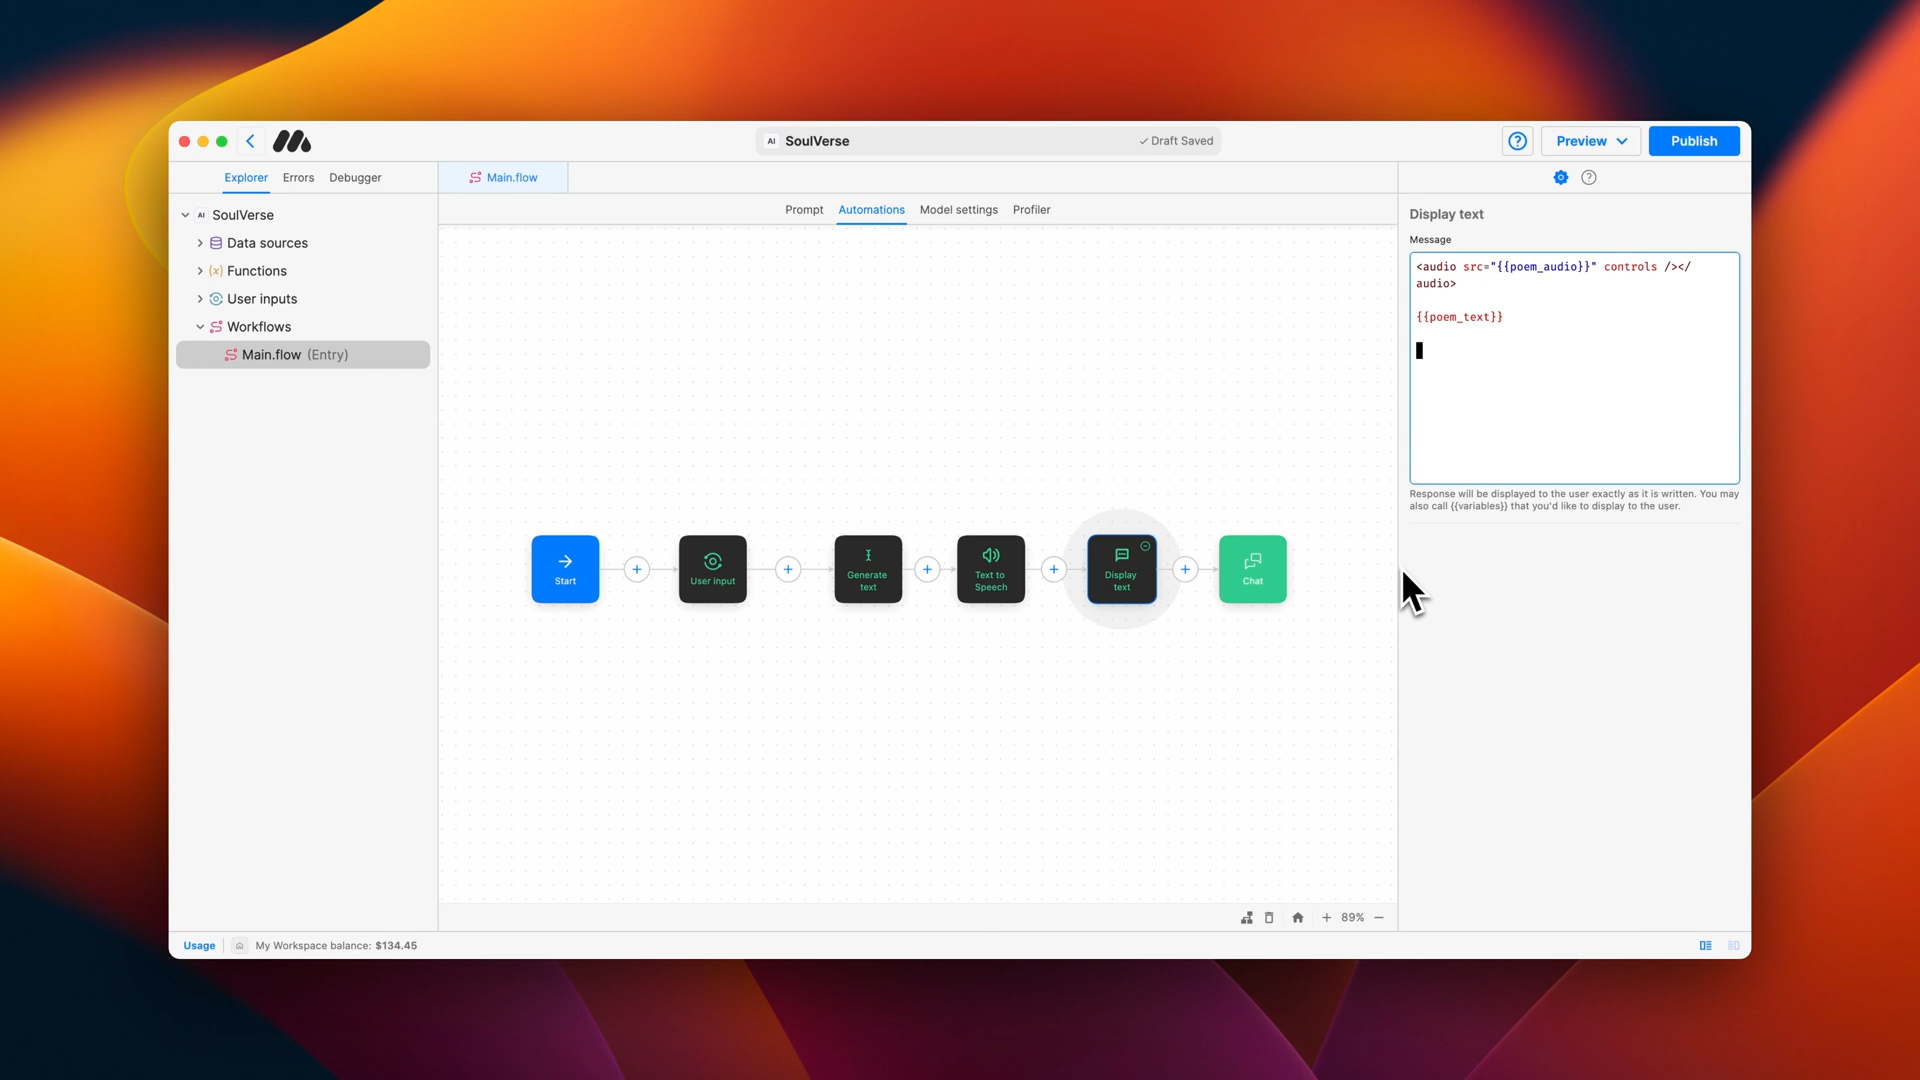 AI SoulVerse
Draft Saved
Preview
Publish
Explorer
Errors
Debugger
Main.flow
AI SoulVerse
Data sources
Functions
User inputs
Workflows
Main.flow (Entry)
Prompt
Automations
Model settings
Profiler
Start
User input
Generate
text
Text to
Speech
Display
text
Chat
89%
Display text
Message
<audio src="{{poem_audio}}" controls /></
audio>
{{poem_text}}
Response will be displayed to the user exactly as it is written. You may
also call {{variables}} that you'd like to display to the user.
Usage
My Workspace balance: $134.45